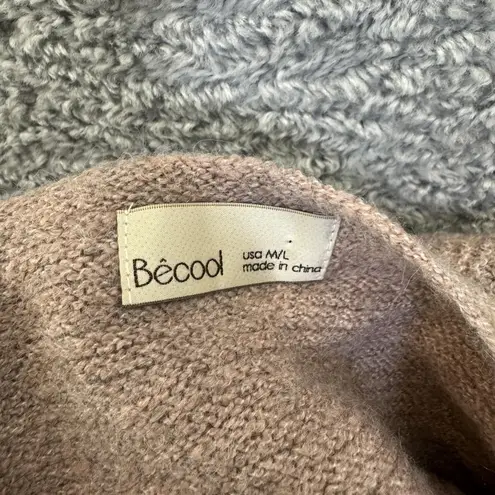 Bêcool
usa M/L
made in china